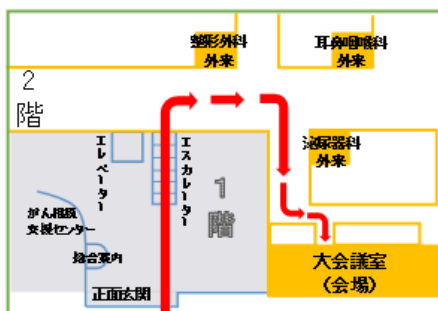 整形外科
外来
耳鼻咽喉科
外来
2
階
エレベーター
エスカレーター
泌尿器科
外来
1
階
がん相談
支援センター
総合案内
大会議室
(会場)
正面玄関